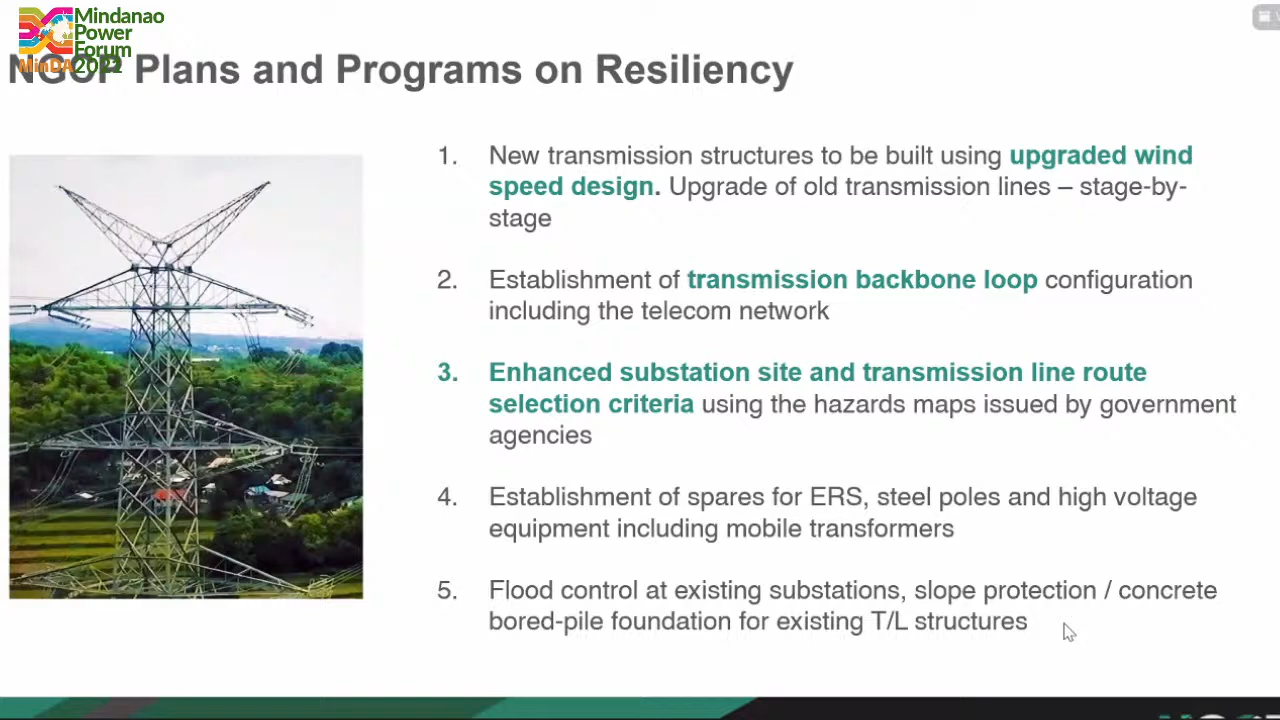 Mindanao
Power
Forum
MinDA2022
NGCP Plans and Programs on Resiliency
1. New transmission structures to be built using upgraded wind
speed design. Upgrade of old transmission lines – stage-by-
stage
2. Establishment of transmission backbone loop configuration
including the telecom network
3. Enhanced substation site and transmission line route
selection criteria using the hazards maps issued by government
agencies
4. Establishment of spares for ERS, steel poles and high voltage
equipment including mobile transformers
5. Flood control at existing substations, slope protection / concrete
bored-pile foundation for existing T/L structures